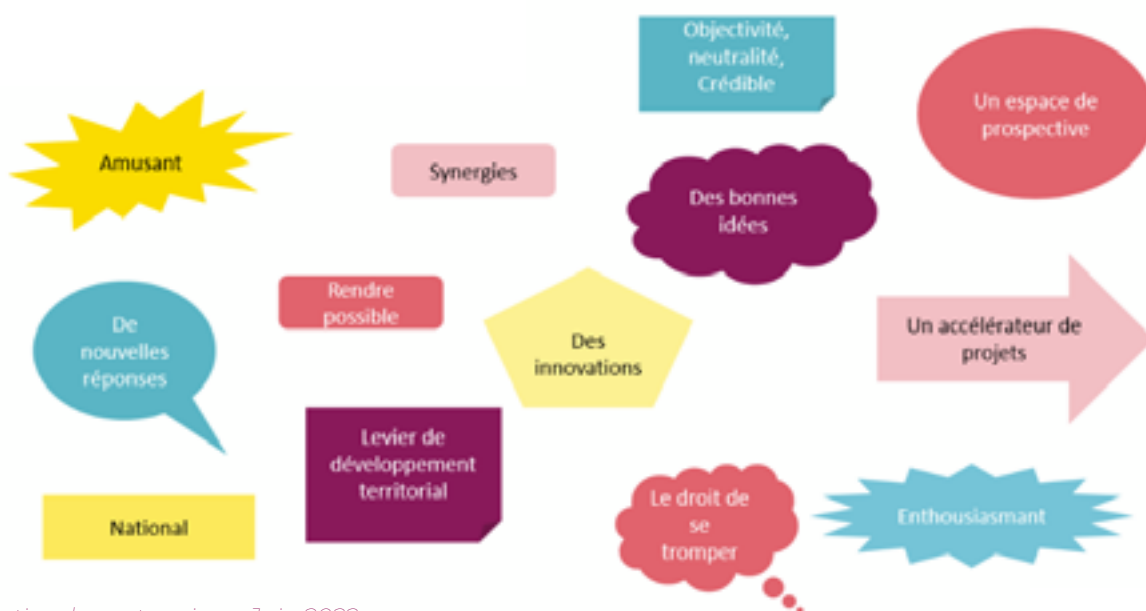 Objectivité,
neutralité,
Crédible
Un espace de
prospective
Amusant
Synergies
Des bonnes
idées
Rendre
possible
De
nouvelles
réponses
Des
innovations
Un accélérateur de
projets
Levier de
développement
territorial
National
Le droit de
se
tromper
Enthousiasmant